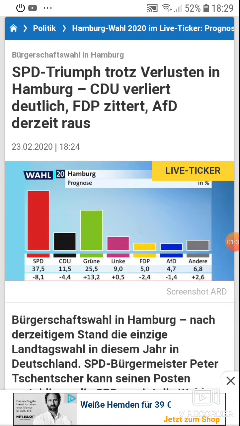 52% 18:29
Politik Hamburg-Wahl 2020 im Live-Ticker: Prognos
Bürgerschaftswahl in Hamburg
SPD-Triumph trotz Verlusten in
Hamburg – CDU verliert
deutlich, FDP zittert, AfD
derzeit raus
23.02.2020 | 18:24
LIVE-TICKER
WAHL 20 Hamburg
Prognose in %
SPD CDU Grüne Linke FDP AfD Andere
37,5 11,5 25,5 9,0 5,0 4,7 6,8
-8,1 -4,4 +13,2 +0,5 -2,4 -1,4 +2,6
Screenshot ARD
Bürgerschaftswahl in Hamburg – nach
derzeitigem Stand die einzige
Landtagswahl in diesem Jahr in
Deutschland. SPD-Bürgermeister Peter
Tschentscher kann seinen Posten
Weiße Hemden für 39 €
Jetzt zum Shop